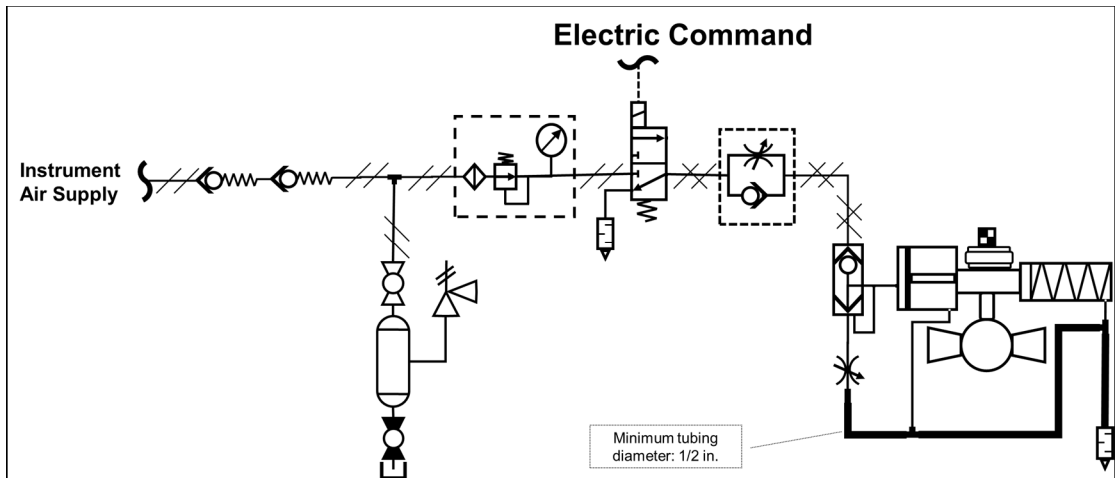 Electric Command
Instrument
Air Supply
Minimum tubing
diameter: 1/2 in.